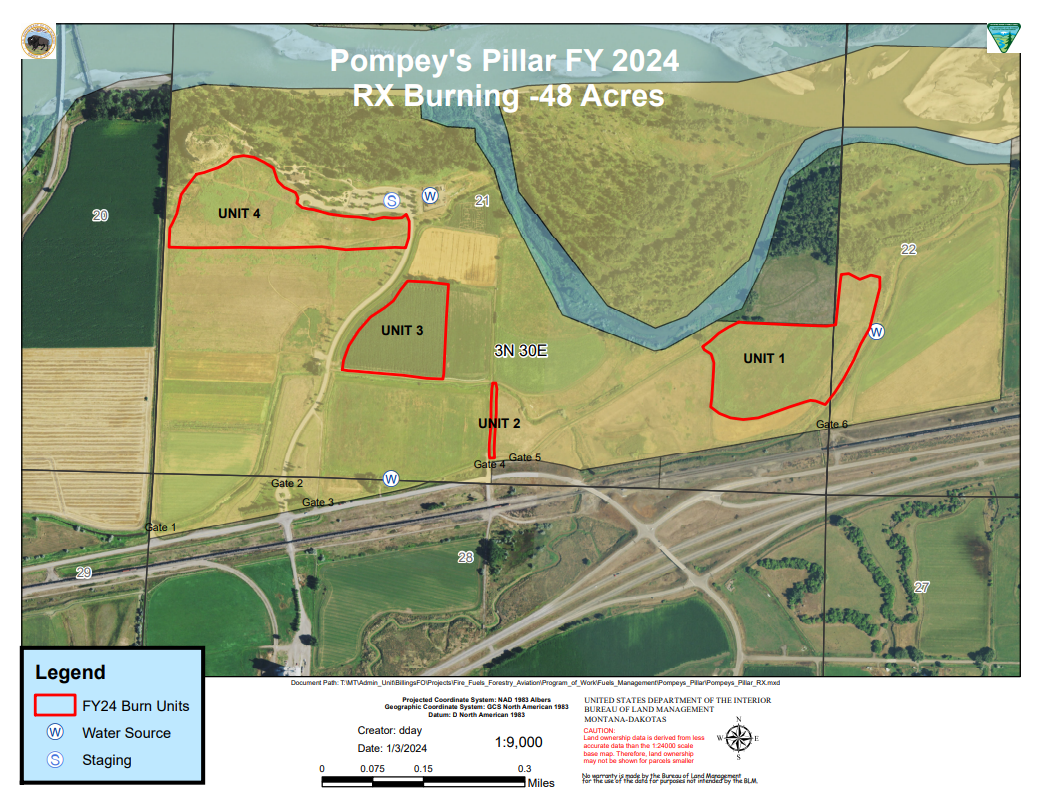 Pompey's Pillar FY 2024
RX Burning -48 Acres
UNIT 4
S
W
21
20
22
UNIT 3
W
3N 30E
UNIT 1
UNIT 2
Gate 6
Gate 5
Gate 4
W
Gate 2
Gate 3
Gate 1
28
29
27
Legend
FY24 Burn Units
W Water Source
S Staging
Document Path: T:\MT\Admin_Unit\BillingsFO\Projects\Fire_Fuels_Forestry_Aviation\Program_of_Work\Fuels_Management\Pompeys_Pillar\Pompeys_Pillar_RX.mxd
Projected Coordinate System: NAD 1983 Albers
Geographic Coordinate System: GCS North American 1983
Datum: D North American 1983
Creator: dday
Date: 1/3/2024
1:9,000
0 0.075 0.15 0.3
Miles
UNITED STATES DEPARTMENT OF THE INTERIOR
BUREAU OF LAND MANAGEMENT
MONTANA-DAKOTAS
CAUTION:
Land ownership data is derived from less
accurate data than the 1:24000 scale
base map. Therefore, land ownership
may not be shown for parcels smaller
N
W E
S
No warranty is made by the Bureau of Land Management
for the use of the data for purposes not intended by the BLM.